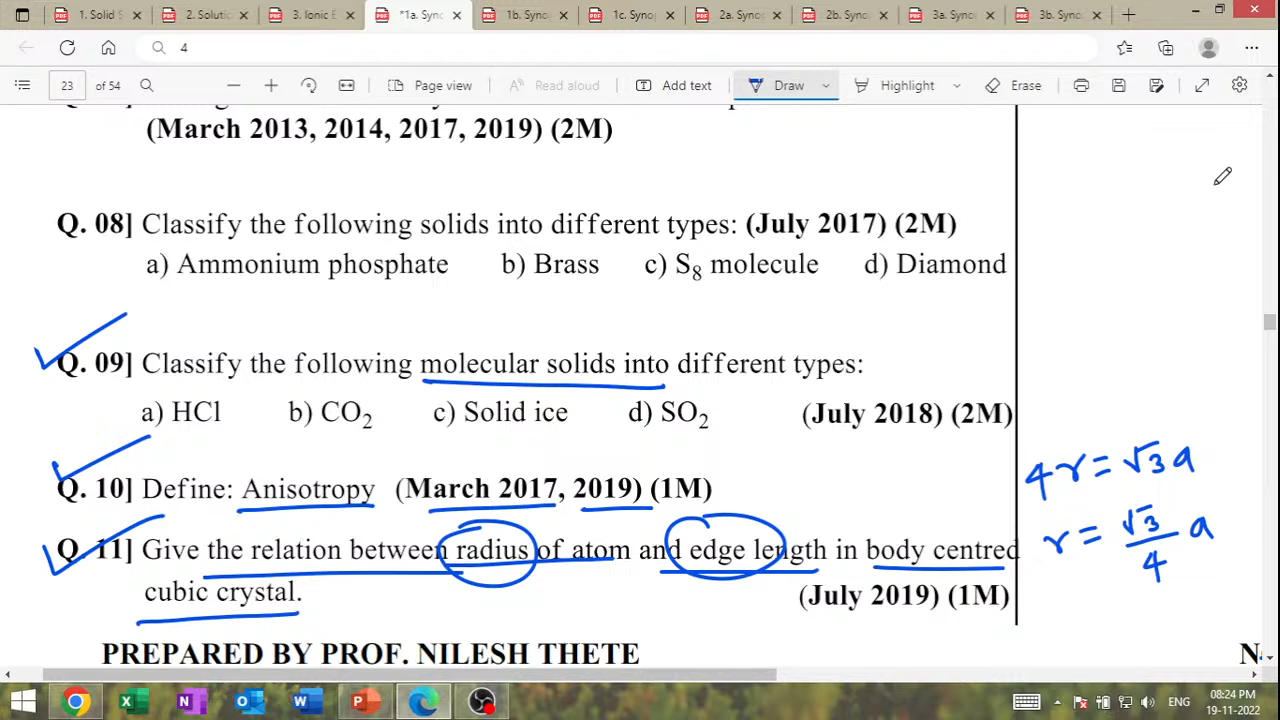 1. Solid S
2. Solutio
3. Ionic E
*1a. Sync
1b. Sync
1c. Synop
2a. Syno
2b. Sync
3a. Sync
3b. Sync
4
23 of 54
Page view
Read aloud
Add text
Draw
Highlight
Erase
(March 2013, 2014, 2017, 2019) (2M)
Q. 08] Classify the following solids into different types: (July 2017) (2M)
a) Ammonium phosphate b) Brass c) S₈ molecule d) Diamond
Q. 09] Classify the following molecular solids into different types:
a) HCl b) CO₂ c) Solid ice d) SO₂ (July 2018) (2M)
Q. 10] Define: Anisotropy (March 2017, 2019) (1M)
4r = √3a
Q. 11] Give the relation between radius of atom and edge length in body centred
r = √3/4 a
cubic crystal. (July 2019) (1M)
PREPARED BY PROF. NILESH THETE
ENG
08:24 PM
19-11-2022